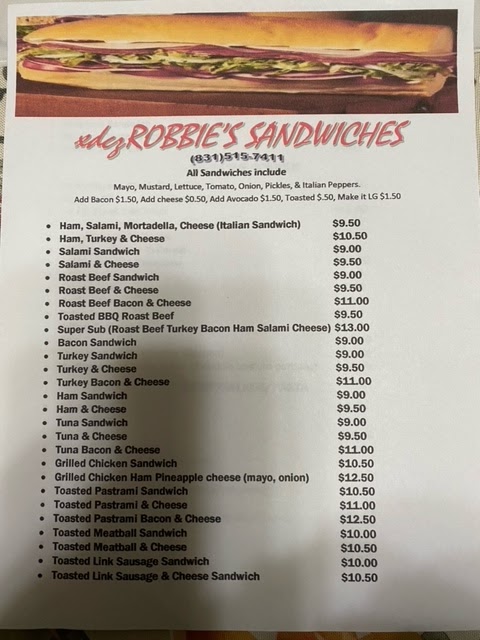 xdcz ROBBIE'S SANDWICHES
(831)515-7411
All Sandwiches include
Mayo, Mustard, Lettuce, Tomato, Onion, Pickles, & Italian Peppers.
Add Bacon $1.50, Add cheese $0.50, Add Avocado $1.50, Toasted $.50, Make it LG $1.50
• Ham, Salami, Mortadella, Cheese (Italian Sandwich) $9.50
• Ham, Turkey & Cheese $10.50
• Salami Sandwich $9.00
• Salami & Cheese $9.50
• Roast Beef Sandwich $9.00
• Roast Beef & Cheese $9.50
• Roast Beef Bacon & Cheese $11.00
• Toasted BBQ Roast Beef $9.50
• Super Sub (Roast Beef Turkey Bacon Ham Salami Cheese) $13.00
• Bacon Sandwich $9.00
• Turkey Sandwich $9.00
• Turkey & Cheese $9.50
• Turkey Bacon & Cheese $11.00
• Ham Sandwich $9.00
• Ham & Cheese $9.50
• Tuna Sandwich $9.00
• Tuna & Cheese $9.50
• Tuna Bacon & Cheese $11.00
• Grilled Chicken Sandwich $10.50
• Grilled Chicken Ham Pineapple cheese (mayo, onion) $12.50
• Toasted Pastrami Sandwich $10.50
• Toasted Pastrami & Cheese $11.00
• Toasted Pastrami Bacon & Cheese $12.50
• Toasted Meatball Sandwich $10.00
• Toasted Meatball & Cheese $10.50
• Toasted Link Sausage Sandwich $10.00
• Toasted Link Sausage & Cheese Sandwich $10.50